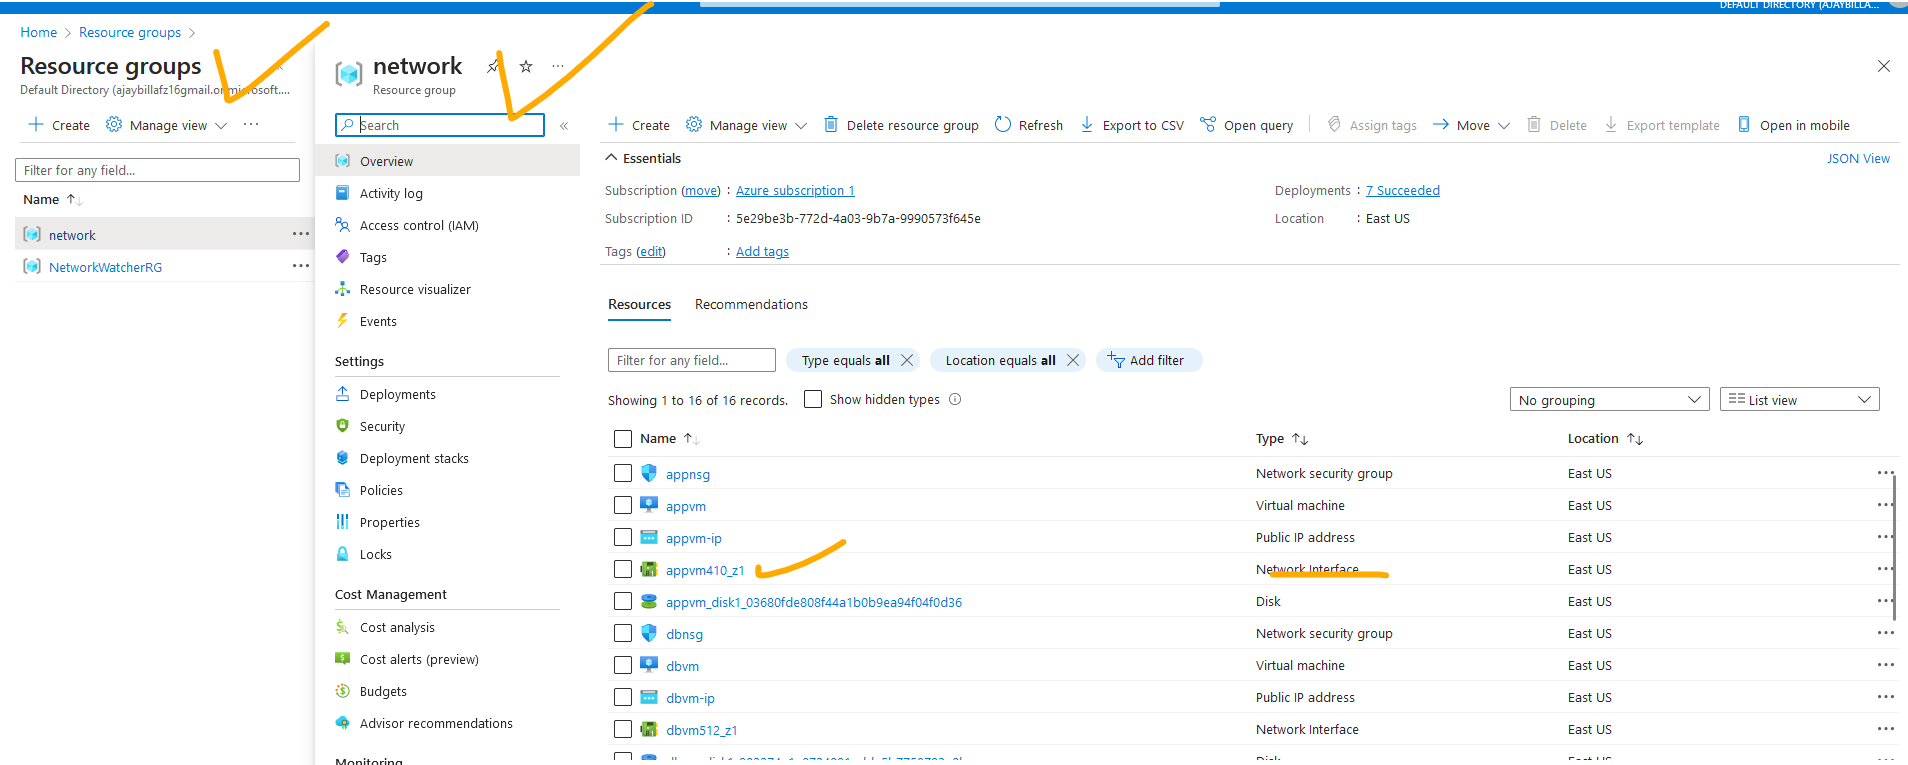 DEFAULT DIRECTORY (AJAYBILLA...
Home > Resource groups >
Resource groups
Default Directory (ajaybillafz16gmail.onmicrosoft....
Create Manage view ...
Filter for any field...
Name
network ...
NetworkWatcherRG ...
network ...
Resource group
Search «
Overview
Activity log
Access control (IAM)
Tags
Resource visualizer
Events
Settings
Deployments
Security
Deployment stacks
Policies
Properties
Locks
Cost Management
Cost analysis
Cost alerts (preview)
Budgets
Advisor recommendations
Monitoring
Create Manage view Delete resource group Refresh Export to CSV Open query Assign tags Move Delete Export template Open in mobile
Essentials JSON View
Subscription (move) : Azure subscription 1 Deployments : 7 Succeeded
Subscription ID : 5e29be3b-772d-4a03-9b7a-9990573f645e Location : East US
Tags (edit) : Add tags
Resources Recommendations
Filter for any field... Type equals all Location equals all Add filter
Showing 1 to 16 of 16 records. Show hidden types No grouping List view
Name Type Location
appnsg Network security group East US ...
appvm Virtual machine East US ...
appvm-ip Public IP address East US ...
appvm410_z1 Network Interface East US ...
appvm_disk1_03680fde808f44a1b0b9ea94f04f0d36 Disk East US ...
dbnsg Network security group East US ...
dbvm Virtual machine East US ...
dbvm-ip Public IP address East US ...
dbvm512_z1 Network Interface East US ...
Disk East US ...